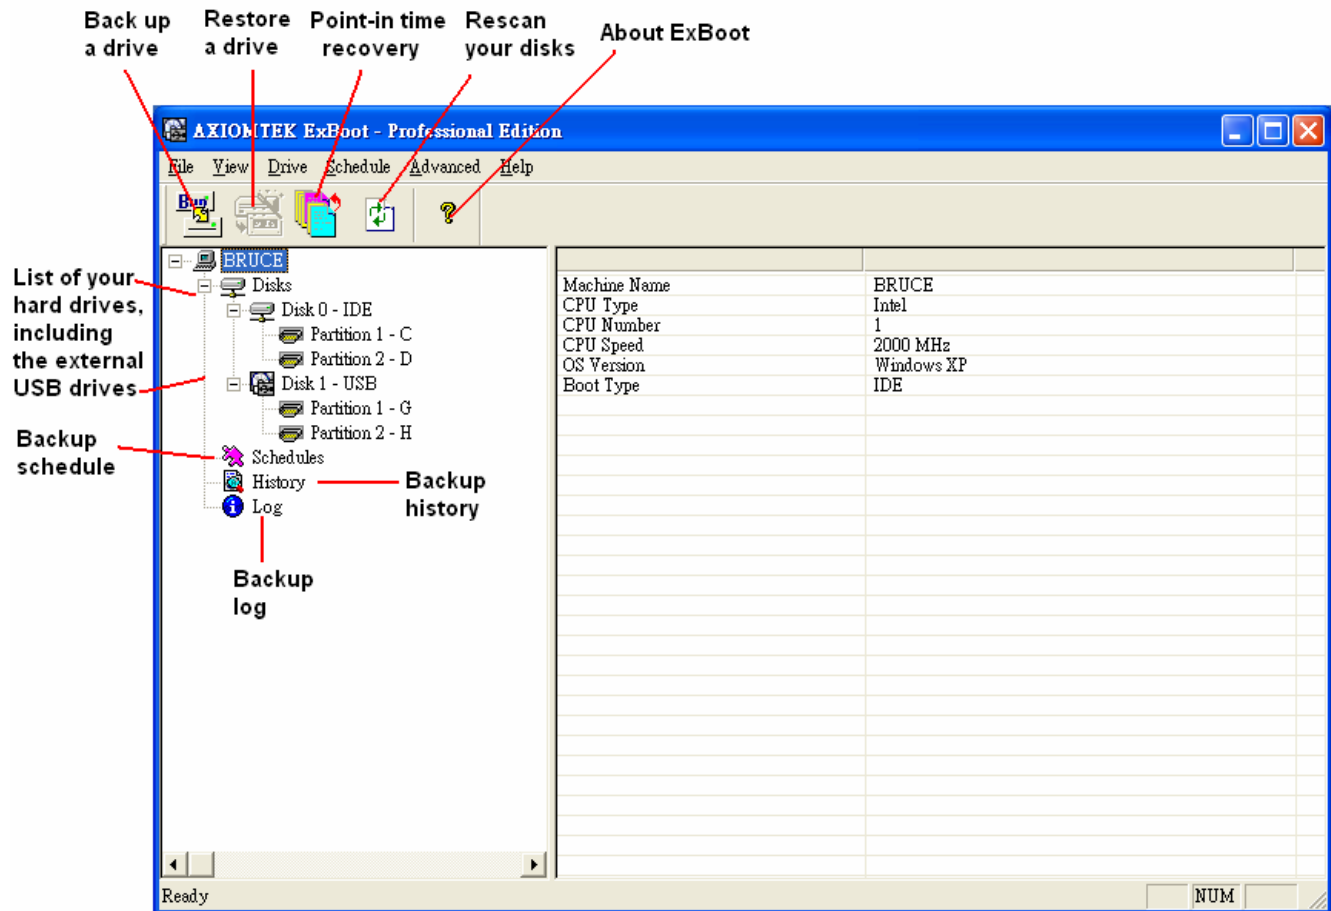 Back up
a drive
Restore
a drive
Point-in time
recovery
Rescan
your disks
About ExBoot
AXIOMTEK ExBoot - Professional Edition
File View Drive Schedule Advanced Help
BRUCE
Disks
Disk 0 - IDE
Partition 1 - C
Partition 2 - D
Disk 1 - USB
Partition 1 - G
Partition 2 - H
Schedules
History
Log
List of your
hard drives,
including
the external
USB drives
Backup
schedule
Backup
history
Backup
log
Machine Name BRUCE
CPU Type Intel
CPU Number 1
CPU Speed 2000 MHz
OS Version Windows XP
Boot Type IDE
Ready
NUM